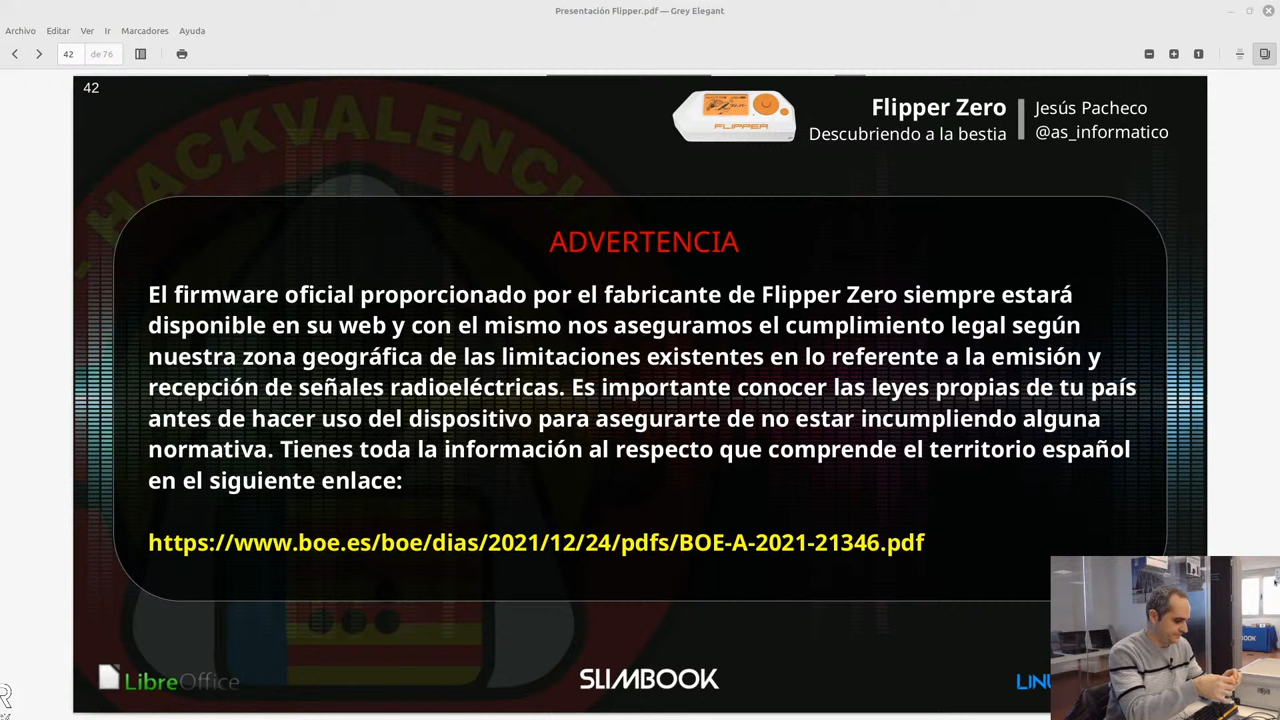 Presentación Flipper.pdf — Grey Elegant
Archivo Editar Ver Ir Marcadores Ayuda
42 de 76
42
Flipper Zero
Descubriendo a la bestia
Jesús Pacheco
@as_informatico
FLIPPER
HACKVALENCI
ADVERTENCIA
El firmware oficial proporcionado por el fabricante de Flipper Zero siempre estará
disponible en su web y con el mismo nos aseguramos el cumplimiento legal según
nuestra zona geográfica de las limitaciones existentes en lo referente a la emisión y
recepción de señales radioeléctricas. Es importante conocer las leyes propias de tu país
antes de hacer uso del dispositivo para asegurarte de no estar incumpliendo alguna
normativa. Tienes toda la información al respecto que comprende el territorio español
en el siguiente enlace:
https://www.boe.es/boe/dias/2021/12/24/pdfs/BOE-A-2021-21346.pdf
LibreOffice
SLIMBOOK
LINU
BOOK